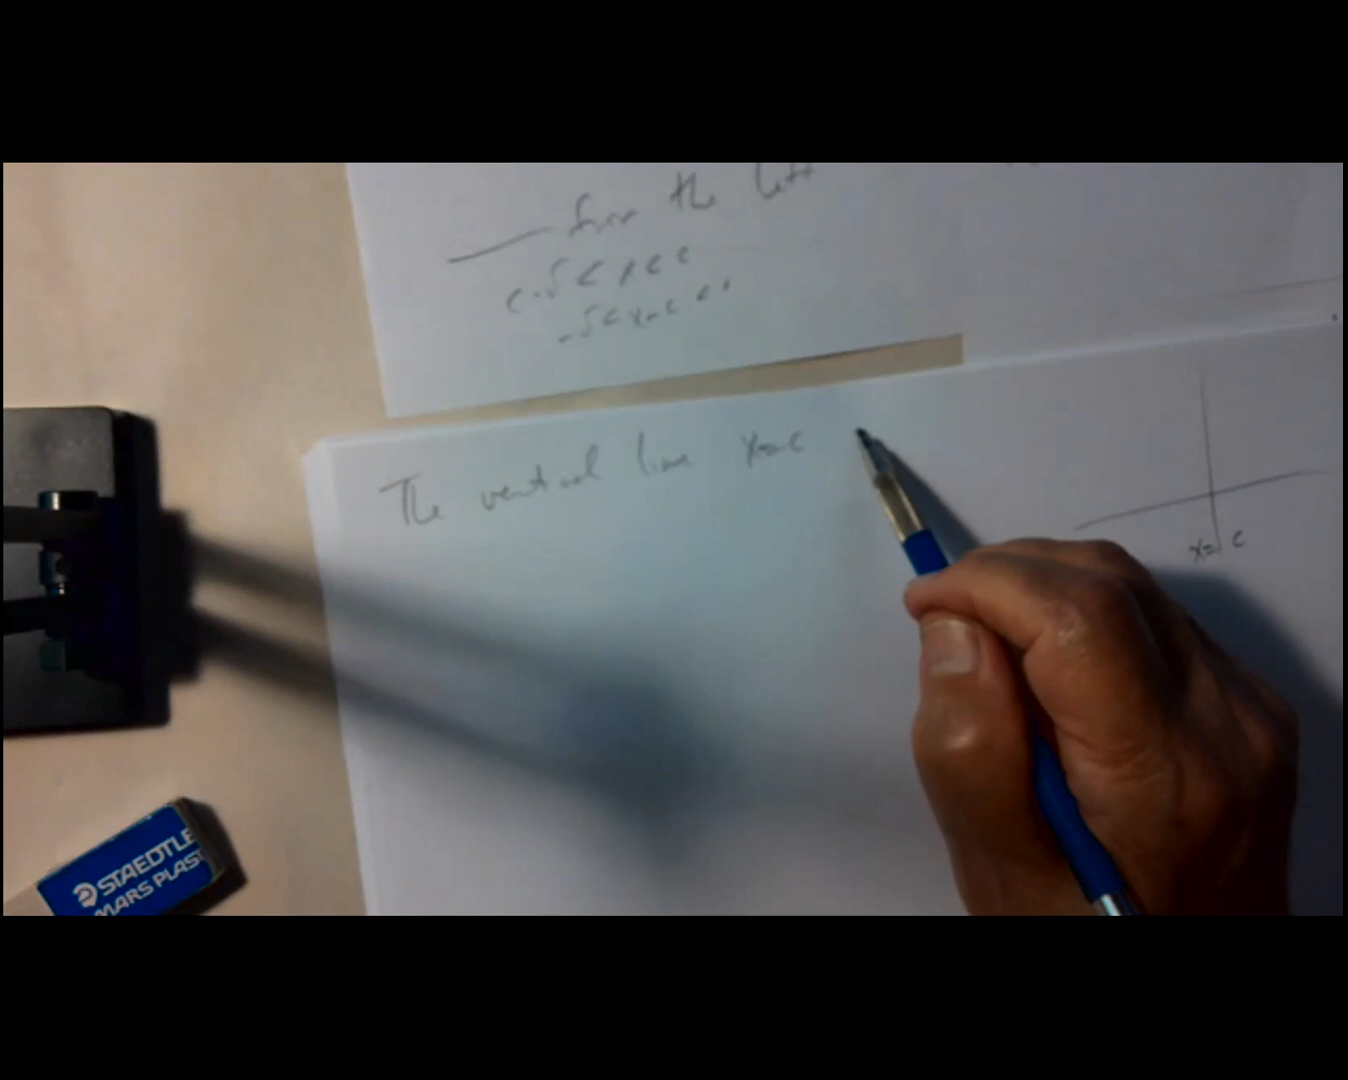 from the left
c-δ < x < c
-δ < x-c < 0
The vertical line x=c
x=c
STAEDTLER
MARS PLAST